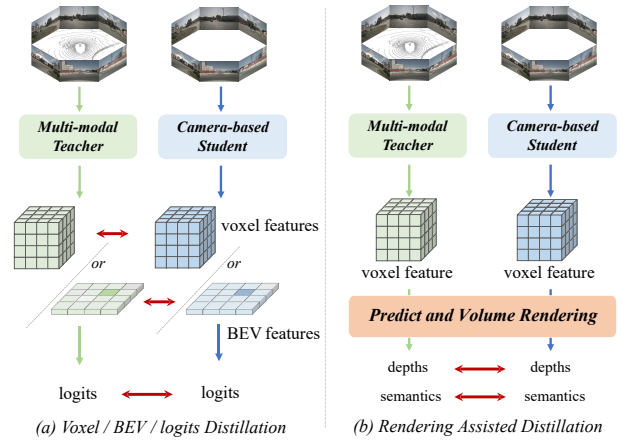 Multi-modal
Teacher
Camera-based
Student
voxel features
or
or
BEV features
logits
logits
(a) Voxel / BEV / logits Distillation
Multi-modal
Teacher
Camera-based
Student
voxel feature
voxel feature
Predict and Volume Rendering
depths
depths
semantics
semantics
(b) Rendering Assisted Distillation